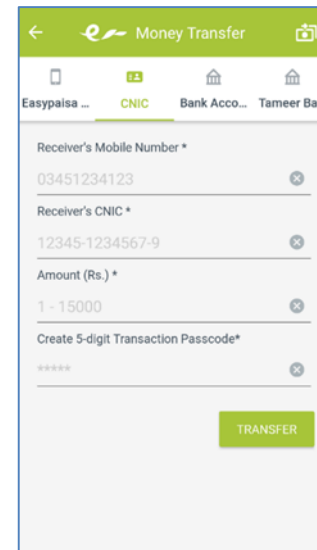 Money Transfer
Easypaisa ... CNIC Bank Acco... Tameer Ba
Receiver's Mobile Number *
03451234123
Receiver's CNIC *
12345-1234567-9
Amount (Rs.) *
1 - 15000
Create 5-digit Transaction Passcode*
*****
TRANSFER